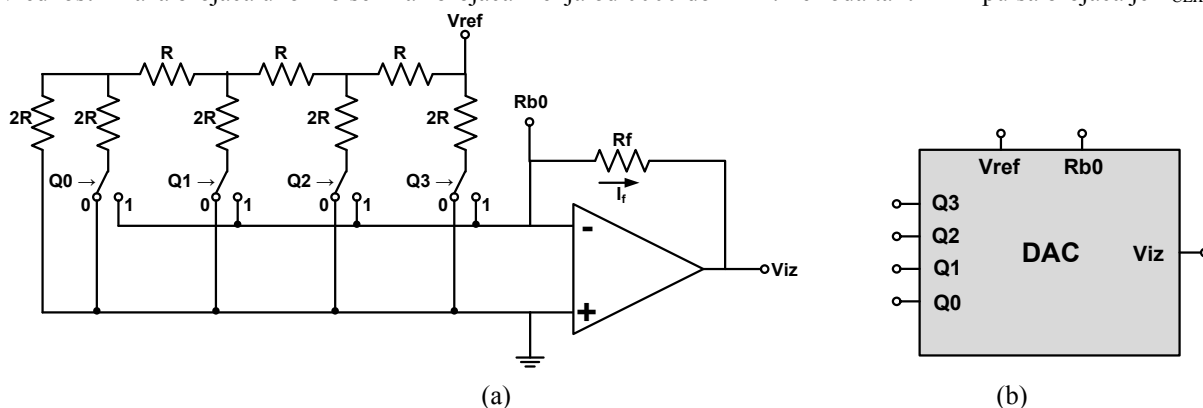 Vref
R R R
Rb0
2R 2R 2R 2R 2R
Rf
Q0 → Q1 → Q2 → Q3 →
I_f
0 1 0 1 0 1 0 1
-
+
Viz
(a)
Vref Rb0
Q3
Q2
DAC Viz
Q1
Q0
(b)